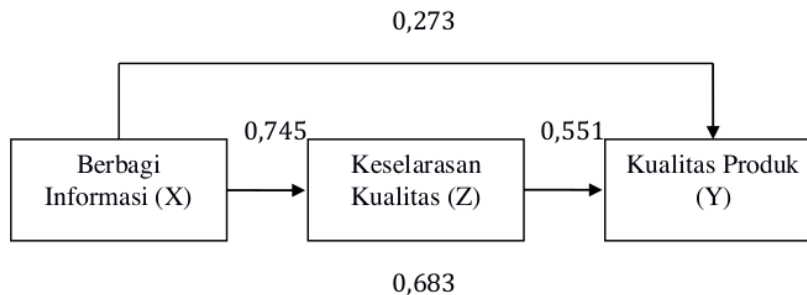 0,273
0,745
0,551
Berbagi
Informasi (X)
Keselarasan
Kualitas (Z)
Kualitas Produk
(Y)
0,683